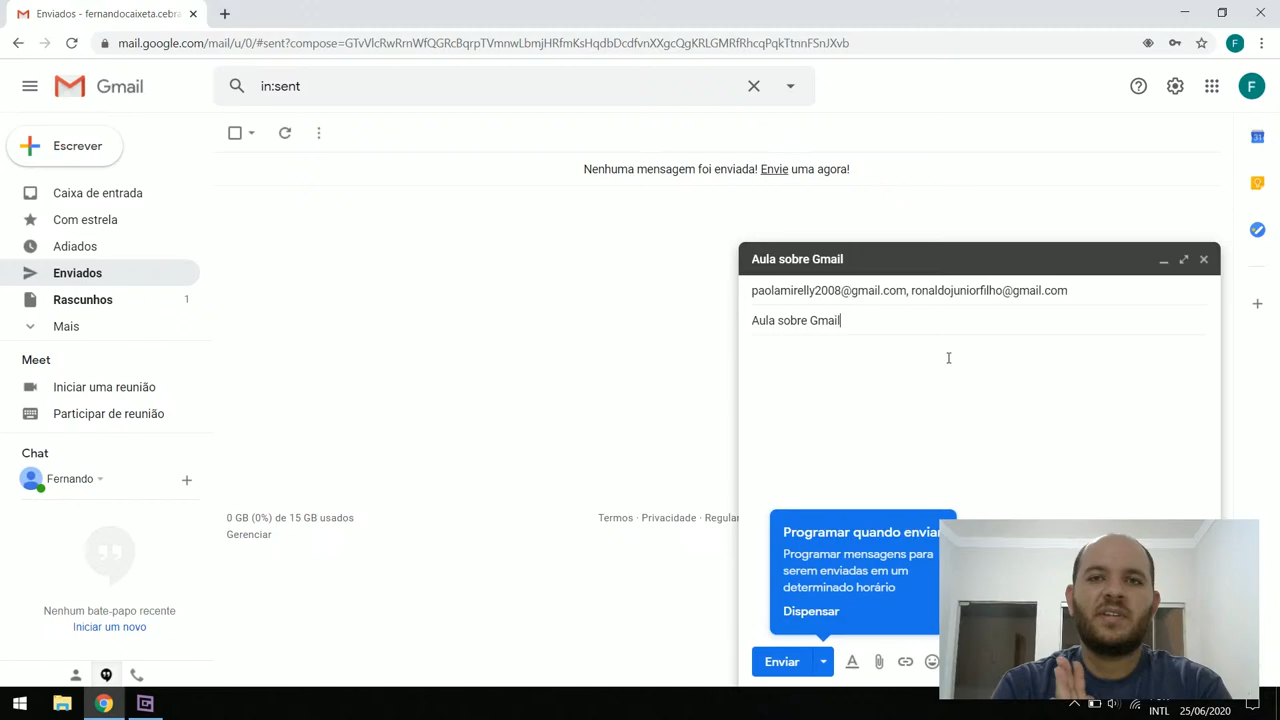 Enviados - fernandocaixeta.cebra
mail.google.com/mail/u/0/#sent?compose=GTvVlcRwRrnWfQGRcBqrpTVmnwLbmjHRfmKsHqdbDcdfvnXXgcQgKRLGMRfRhcqPqkTtnnFSnJXvb
F
Gmail
in:sent
F
Escrever
Nenhuma mensagem foi enviada! Envie uma agora!
Caixa de entrada
Com estrela
Adiados
Enviados
Rascunhos 1
Mais
Meet
Iniciar uma reunião
Participar de reunião
Chat
Fernando
Nenhum bate-papo recente
Iniciar um novo
0 GB (0%) de 15 GB usados
Gerenciar
Termos · Privacidade · Regular
Aula sobre Gmail
paolamirelly2008@gmail.com, ronaldojuniorfilho@gmail.com
Aula sobre Gmail
Programar quando enviar
Programar mensagens para
serem enviadas em um
determinado horário
Dispensar
Enviar
31
INTL
25/06/2020